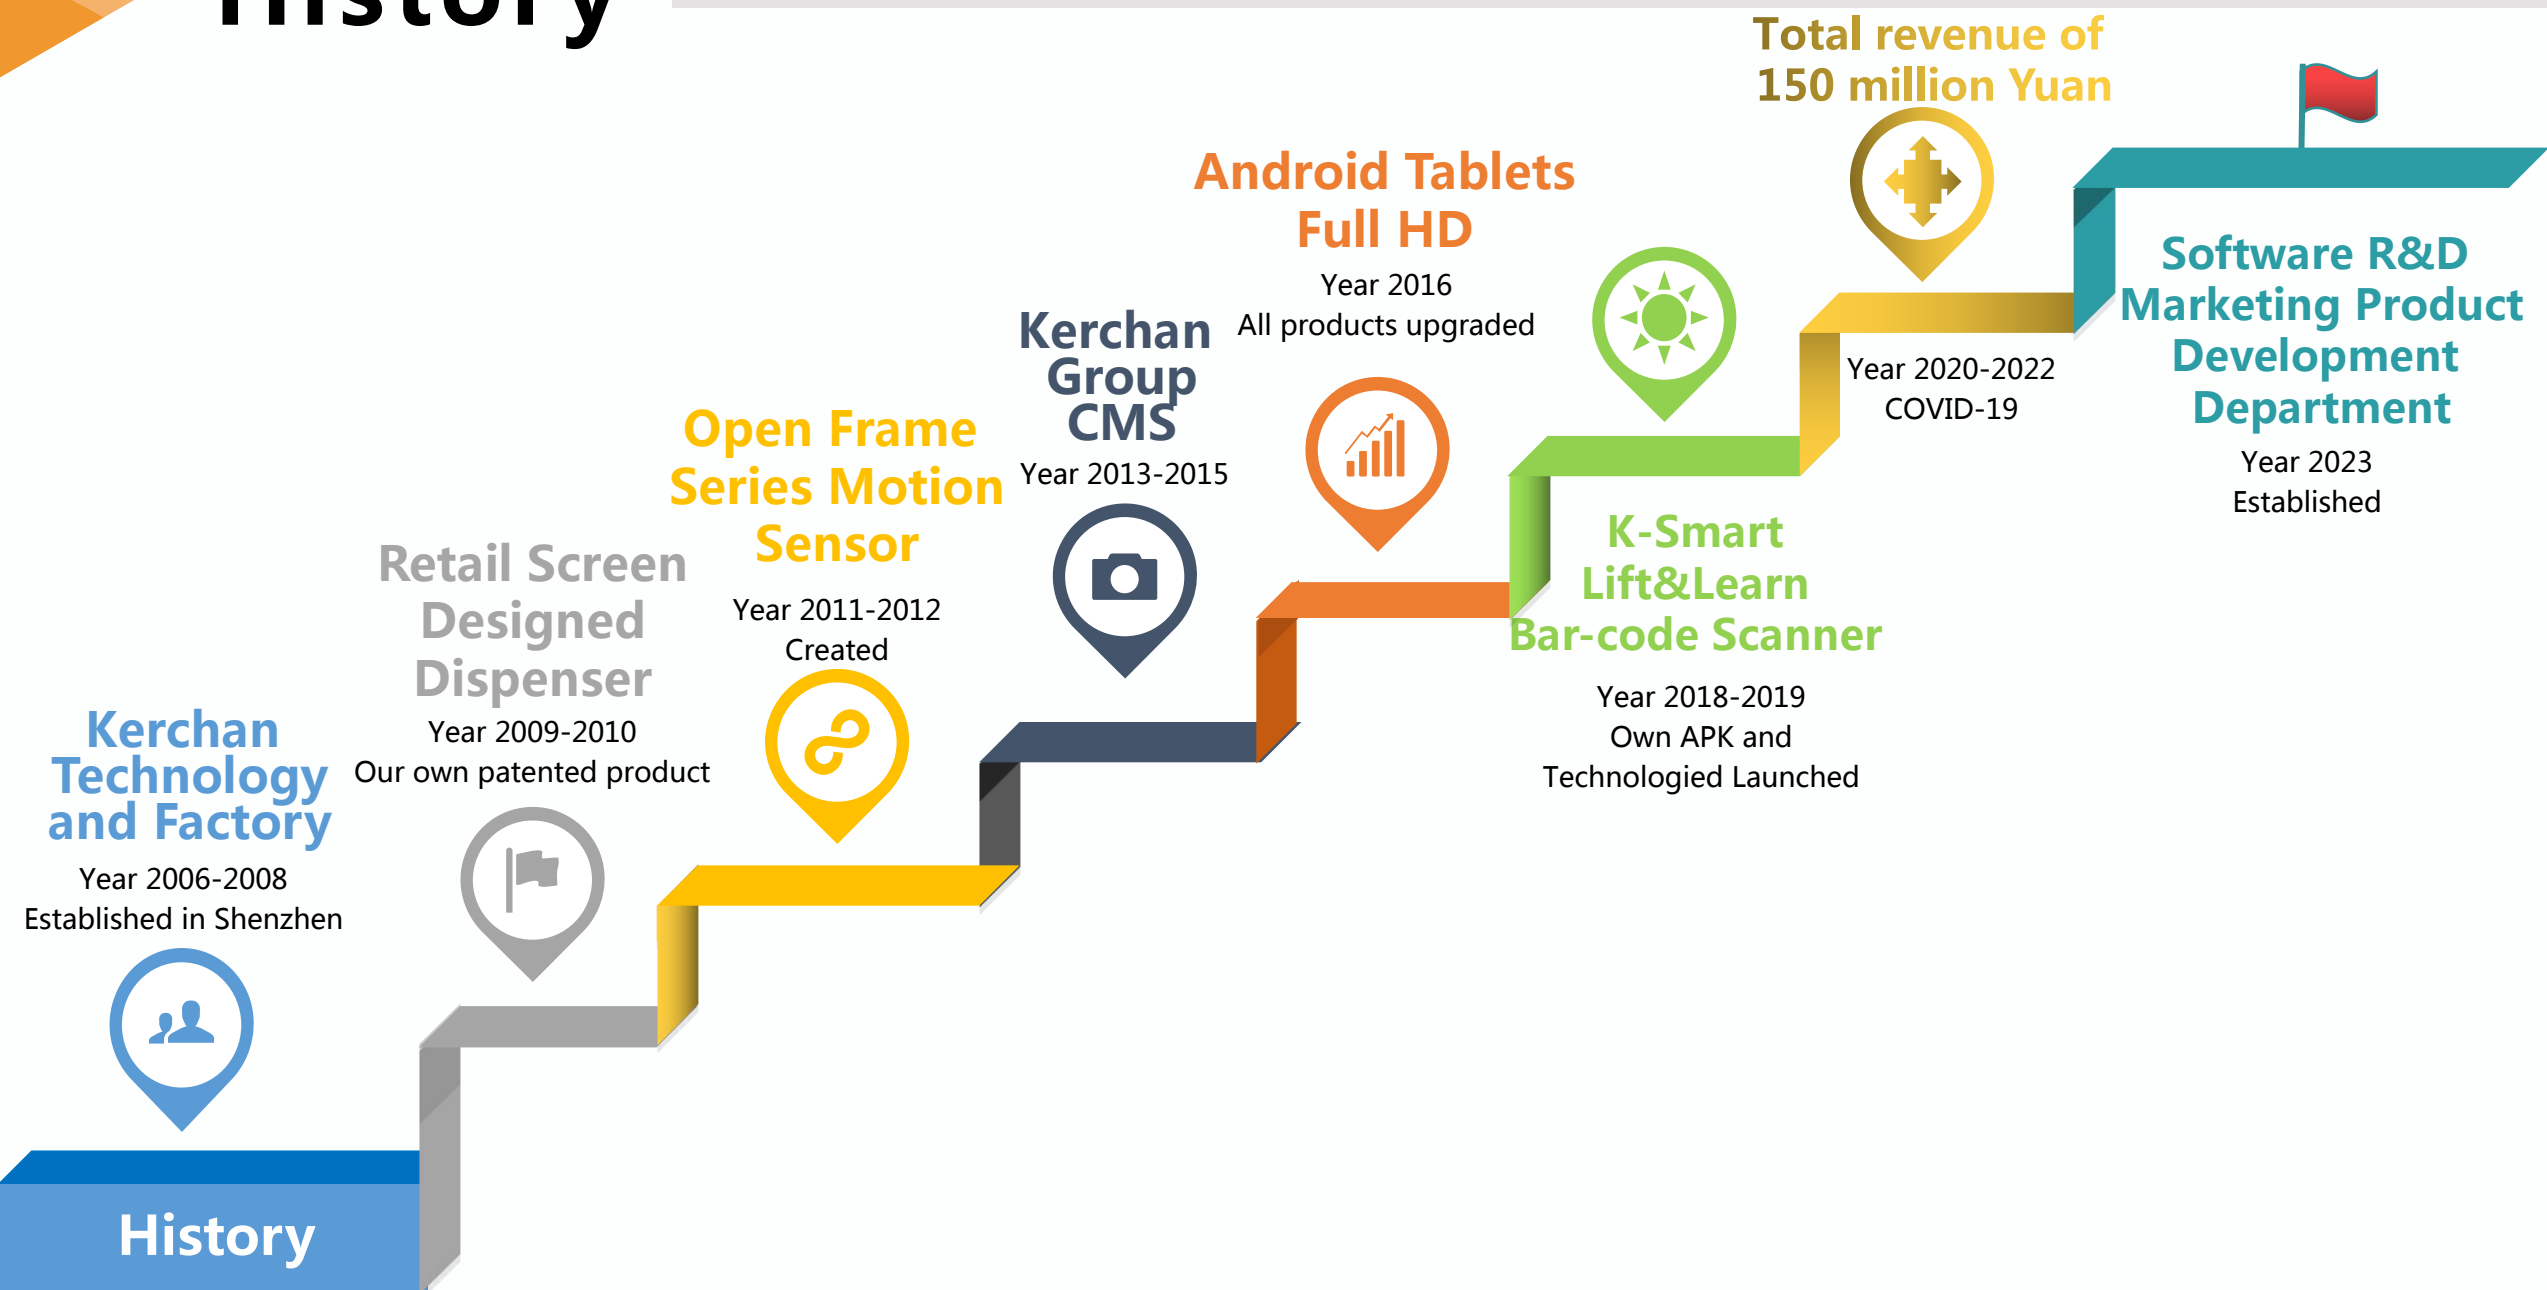 History
Total revenue of
150 million Yuan
Android Tablets
Full HD
Year 2016
All products upgraded
Software R&D
Marketing Product
Development
Department
Year 2023
Established
Kerchan
Group
CMS
Year 2013-2015
Year 2020-2022
COVID-19
Open Frame
Series Motion
Sensor
Year 2011-2012
Created
K-Smart
Lift&Learn
Bar-code Scanner
Year 2018-2019
Own APK and
Technologied Launched
Retail Screen
Designed
Dispenser
Year 2009-2010
Our own patented product
Kerchan
Technology
and Factory
Year 2006-2008
Established in Shenzhen
History